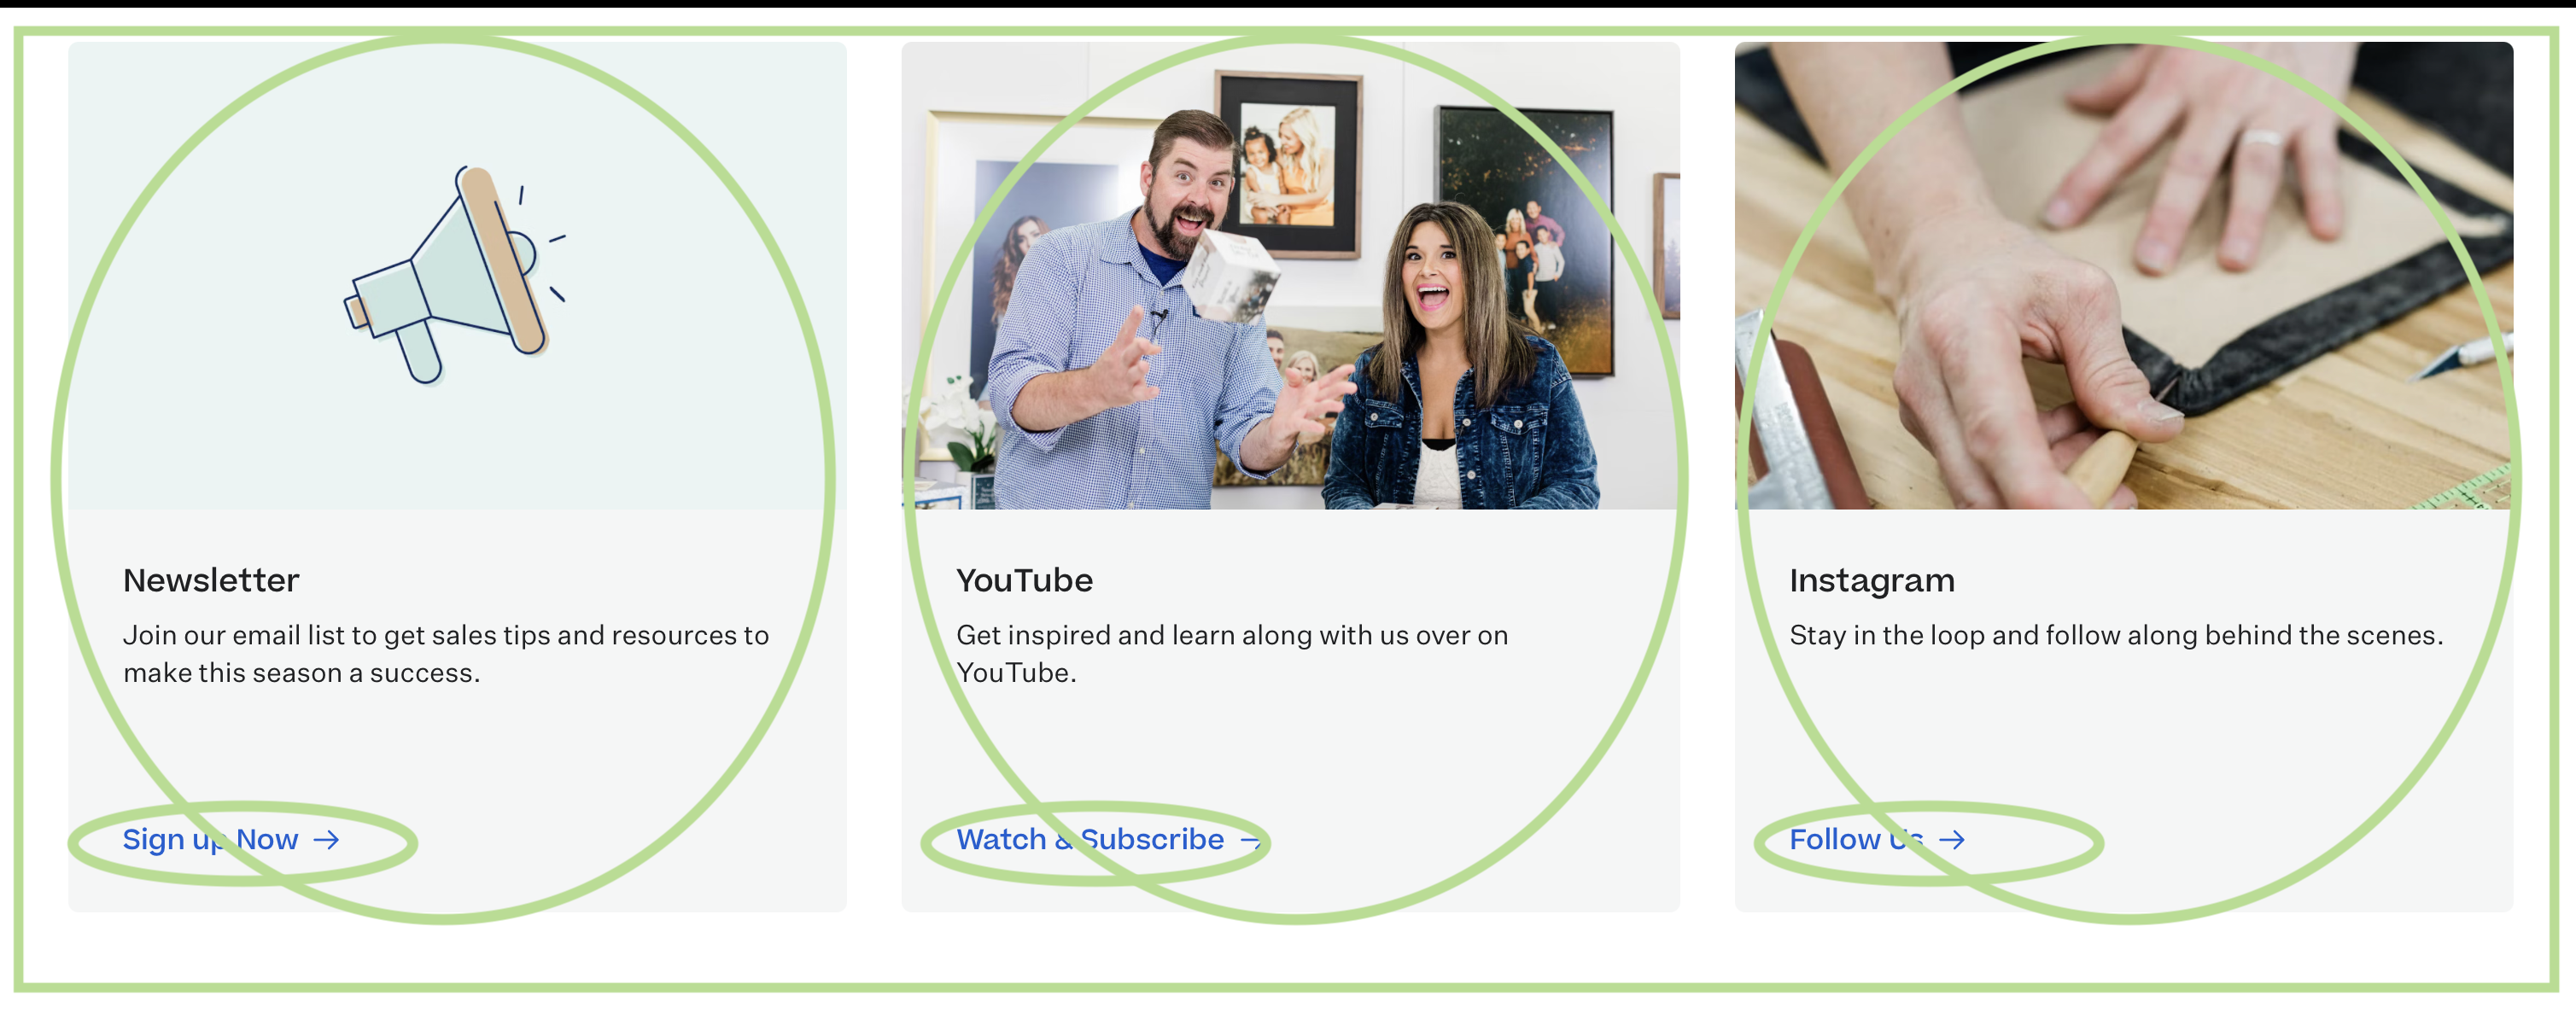 Newsletter
Join our email list to get sales tips and resources to
make this season a success.
Sign up Now →
YouTube
Get inspired and learn along with us over on
YouTube.
Watch & Subscribe →
Instagram
Stay in the loop and follow along behind the scenes.
Follow Us →